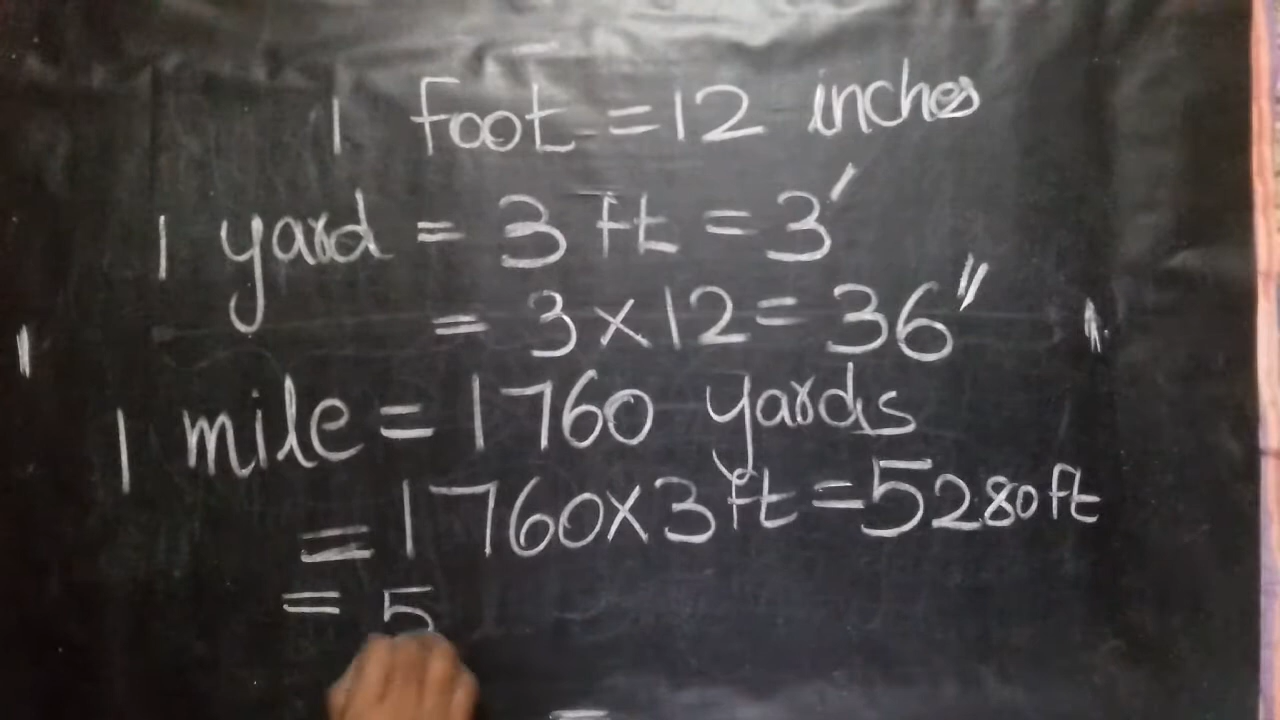 1 foot = 12 inches
1 yard = 3 ft = 3'
= 3 × 12 = 36"
1 mile = 1760 yards
= 1760 × 3 ft = 5280 ft
= 5